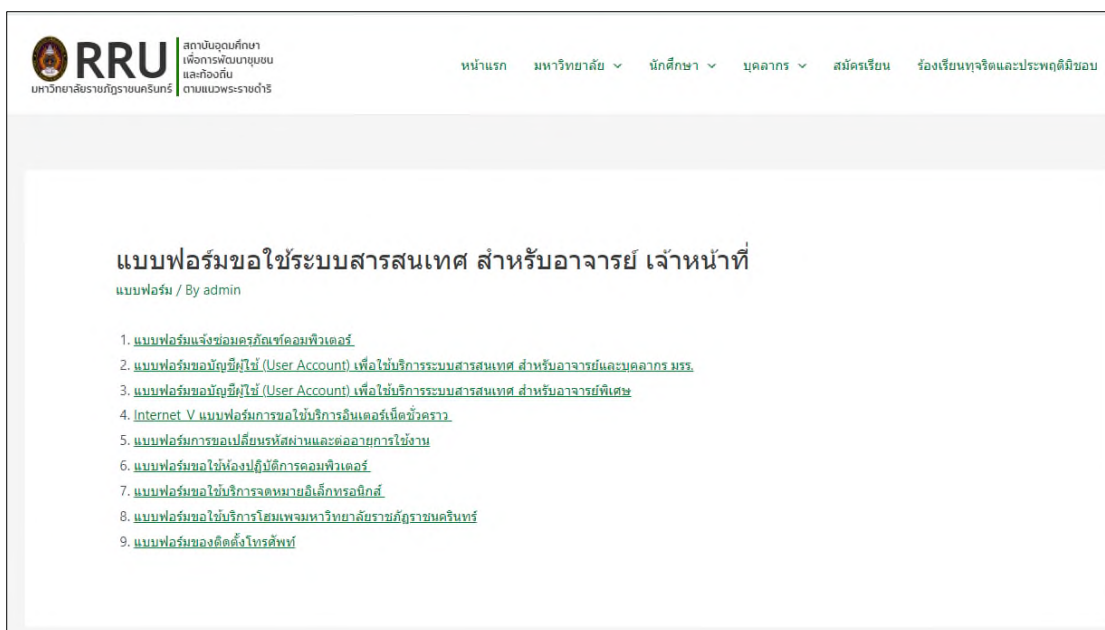 RRU
สถาบันอุดมศึกษา
เพื่อการพัฒนาชุมชน
และท้องถิ่น
ตามแนวพระราชดำริ
มหาวิทยาลัยราชภัฏราชนครินทร์
หน้าแรก มหาวิทยาลัย นักศึกษา บุคลากร สมัครเรียน ร้องเรียนทุจริตและประพฤติมิชอบ
แบบฟอร์มขอใช้ระบบสารสนเทศ สำหรับอาจารย์ เจ้าหน้าที่
แบบฟอร์ม / By admin
1. แบบฟอร์มแจ้งซ่อมครุภัณฑ์คอมพิวเตอร์
2. แบบฟอร์มขอบัญชีผู้ใช้ (User Account) เพื่อใช้บริการระบบสารสนเทศ สำหรับอาจารย์และบุคลากร มรร.
3. แบบฟอร์มขอบัญชีผู้ใช้ (User Account) เพื่อใช้บริการระบบสารสนเทศ สำหรับอาจารย์พิเศษ
4. Internet_V แบบฟอร์มการขอใช้บริการอินเตอร์เน็ตชั่วคราว
5. แบบฟอร์มการขอเปลี่ยนรหัสผ่านและต่ออายุการใช้งาน
6. แบบฟอร์มขอใช้ห้องปฏิบัติการคอมพิวเตอร์
7. แบบฟอร์มขอใช้บริการจดหมายอิเล็กทรอนิกส์
8. แบบฟอร์มขอใช้บริการโฮมเพจมหาวิทยาลัยราชภัฏราชนครินทร์
9. แบบฟอร์มของติดตั้งโทรศัพท์